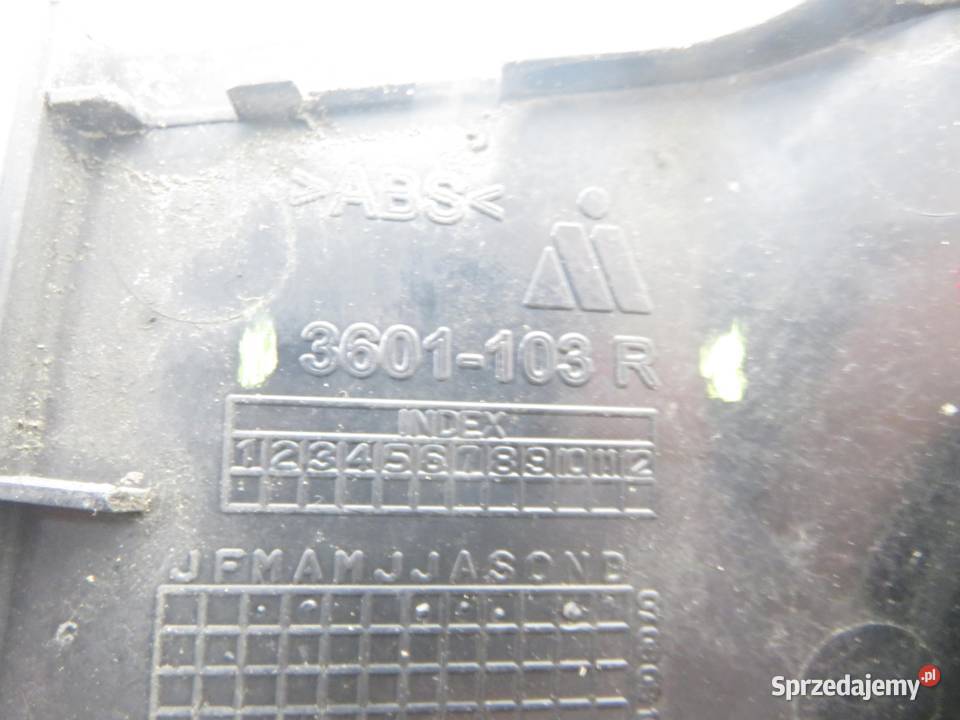 >ABS<
3601-103 R
INDEX
1 2 3 4 5 6 7 8 9 10 11 12
J F M A M J J A S O N D
Sprzedajemy.pl